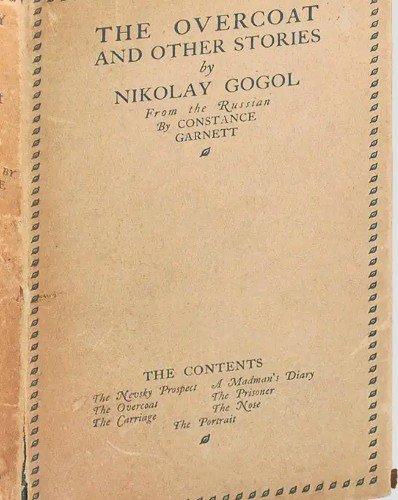 THE OVERCOAT
AND OTHER STORIES
by
NIKOLAY GOGOL
From the Russian
By CONSTANCE
GARNETT
THE CONTENTS
The Nevsky Prospect A Madman's Diary
The Overcoat The Prisoner
The Carriage The Nose
The Portrait
BY